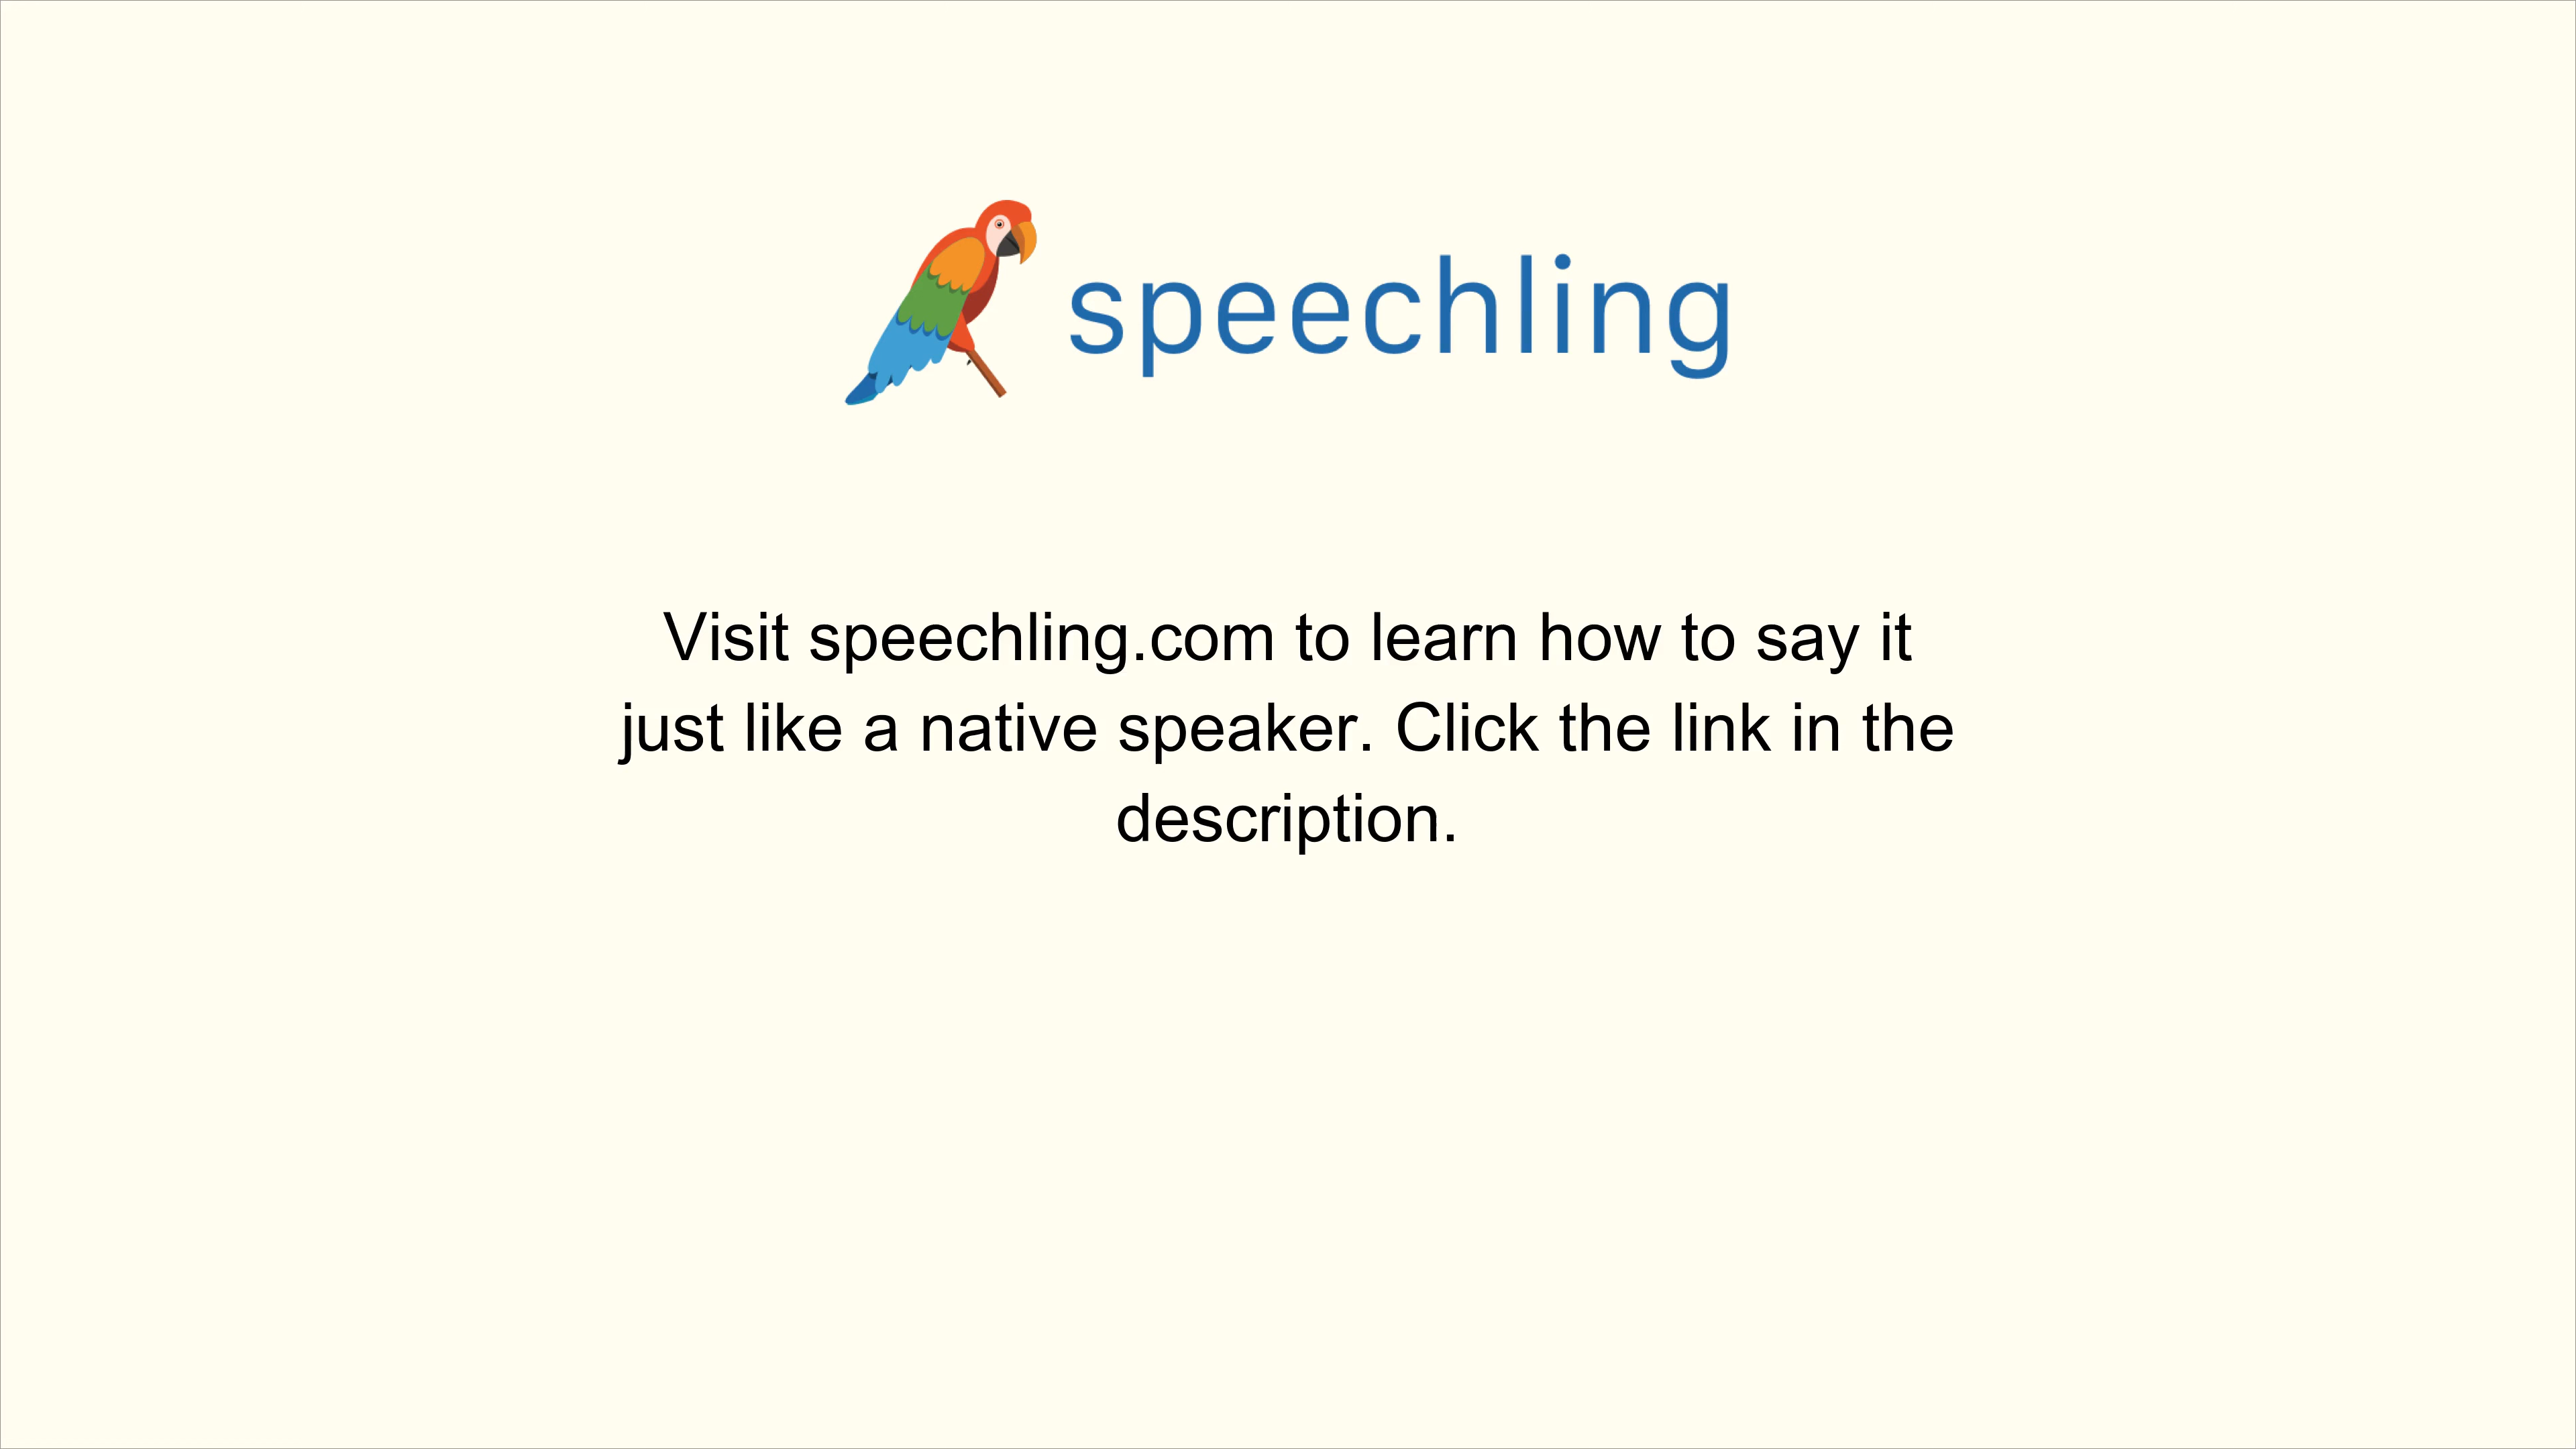 speechling
Visit speechling.com to learn how to say it
just like a native speaker. Click the link in the
description.